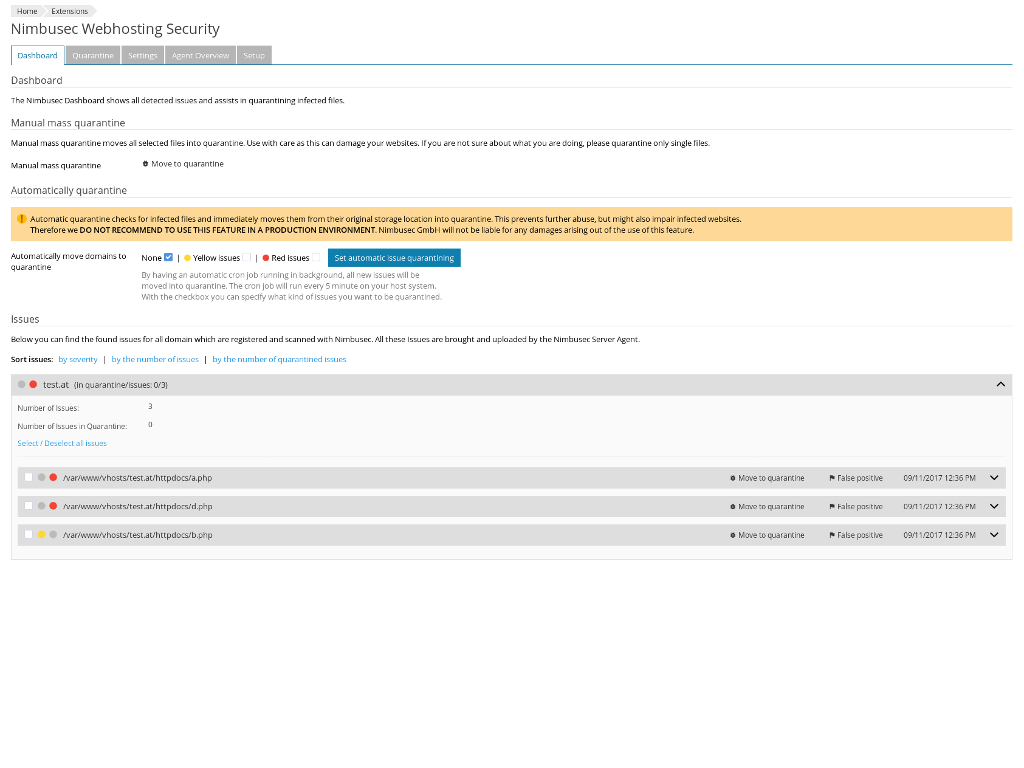 Home Extensions
Nimbusec Webhosting Security
Dashboard Quarantine Settings Agent Overview Setup
Dashboard
The Nimbusec Dashboard shows all detected issues and assists in quarantining infected files.
Manual mass quarantine
Manual mass quarantine moves all selected files into quarantine. Use with care as this can damage your websites. If you are not sure about what you are doing, please quarantine only single files.
Manual mass quarantine Move to quarantine
Automatically quarantine
Automatic quarantine checks for infected files and immediately moves them from their original storage location into quarantine. This prevents further abuse, but might also impair infected websites.
Therefore we DO NOT RECOMMEND TO USE THIS FEATURE IN A PRODUCTION ENVIRONMENT. Nimbusec GmbH will not be liable for any damages arising out of the use of this feature.
Automatically move domains to
quarantine
None | Yellow issues | Red issues Set automatic issue quarantining
By having an automatic cron job running in background, all new issues will be
moved into quarantine. The cron job will run every 5 minute on your host system.
With the checkbox you can specify what kind of issues you want to be quarantined.
Issues
Below you can find the found issues for all domain which are registered and scanned with Nimbusec. All these Issues are brought and uploaded by the Nimbusec Server Agent.
Sort issues: by severity | by the number of issues | by the number of quarantined issues
test.at (in quarantine/issues: 0/3)
Number of Issues: 3
Number of Issues in Quarantine: 0
Select / Deselect all issues
/var/www/vhosts/test.at/httpdocs/a.php Move to quarantine False positive 09/11/2017 12:36 PM
/var/www/vhosts/test.at/httpdocs/d.php Move to quarantine False positive 09/11/2017 12:36 PM
/var/www/vhosts/test.at/httpdocs/b.php Move to quarantine False positive 09/11/2017 12:36 PM